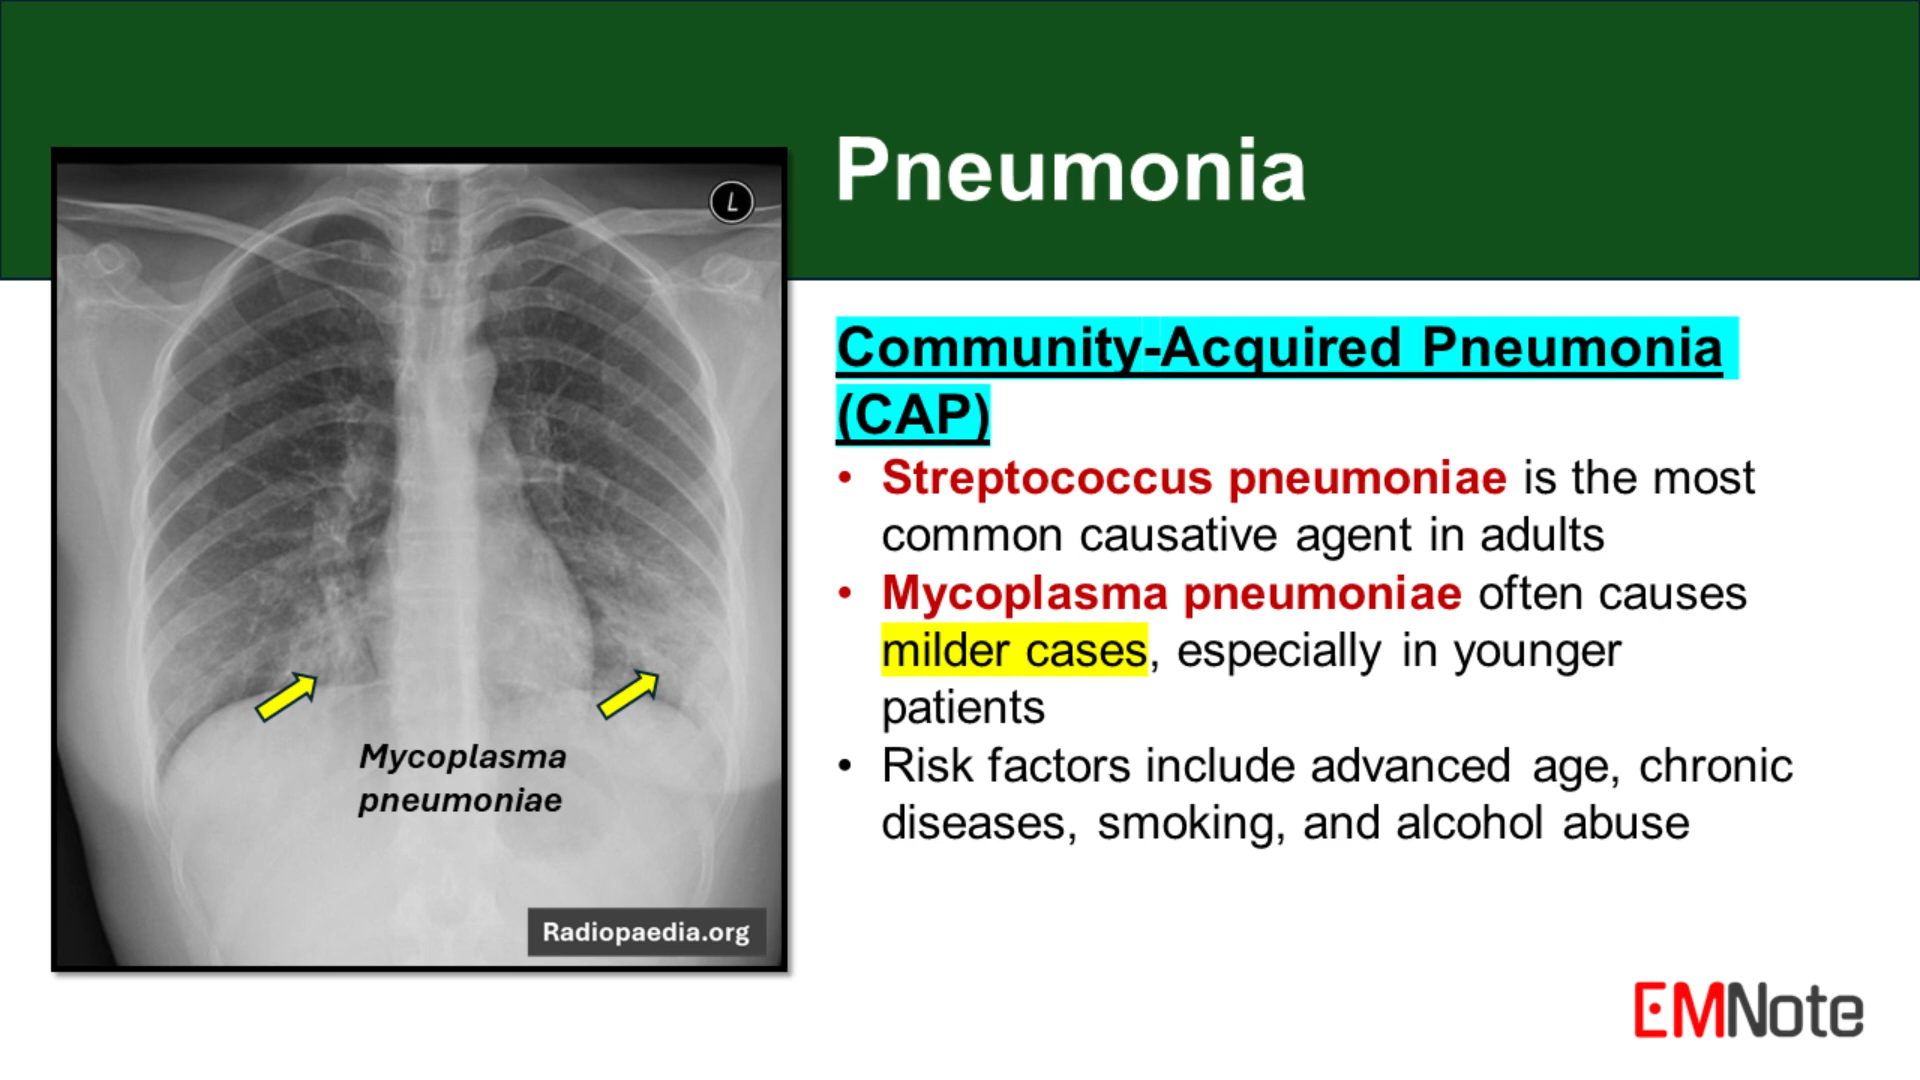 Pneumonia
L
Mycoplasma
pneumoniae
Radiopaedia.org
Community-Acquired Pneumonia
(CAP)
• Streptococcus pneumoniae is the most
common causative agent in adults
• Mycoplasma pneumoniae often causes
milder cases, especially in younger
patients
• Risk factors include advanced age, chronic
diseases, smoking, and alcohol abuse
EMNote